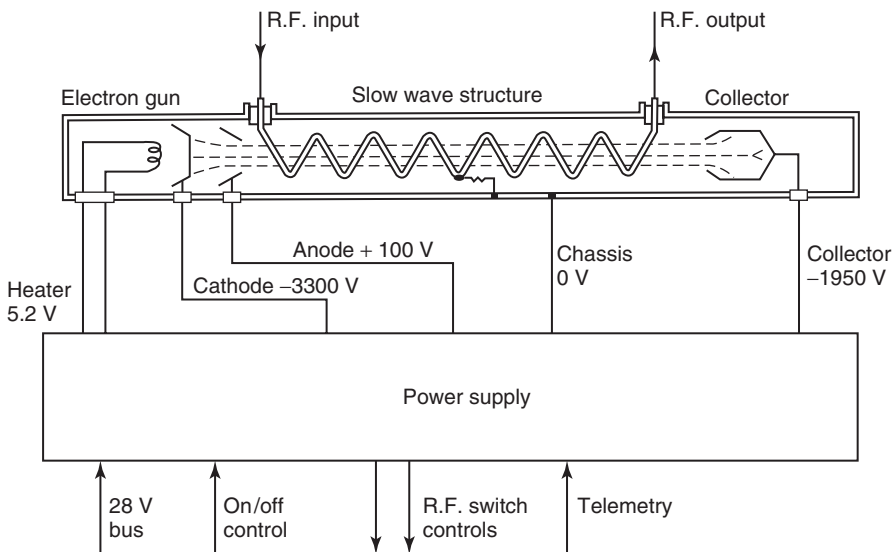 R.F. input
R.F. output
Electron gun
Slow wave structure
Collector
Anode + 100 V
Chassis
0 V
Collector
–1950 V
Heater
5.2 V
Cathode –3300 V
Power supply
28 V
bus
On/off
control
R.F. switch
controls
Telemetry